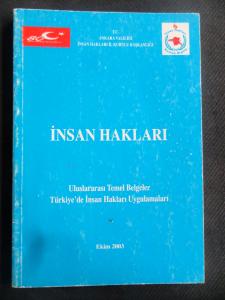 T.C.
ANKARA VALİLİĞİ
İNSAN HAKLARI İL KURULU BAŞKANLIĞI
İNSAN HAKLARI
Uluslararası Temel Belgeler
Türkiye'de İnsan Hakları Uygulamaları
Ekim 2003